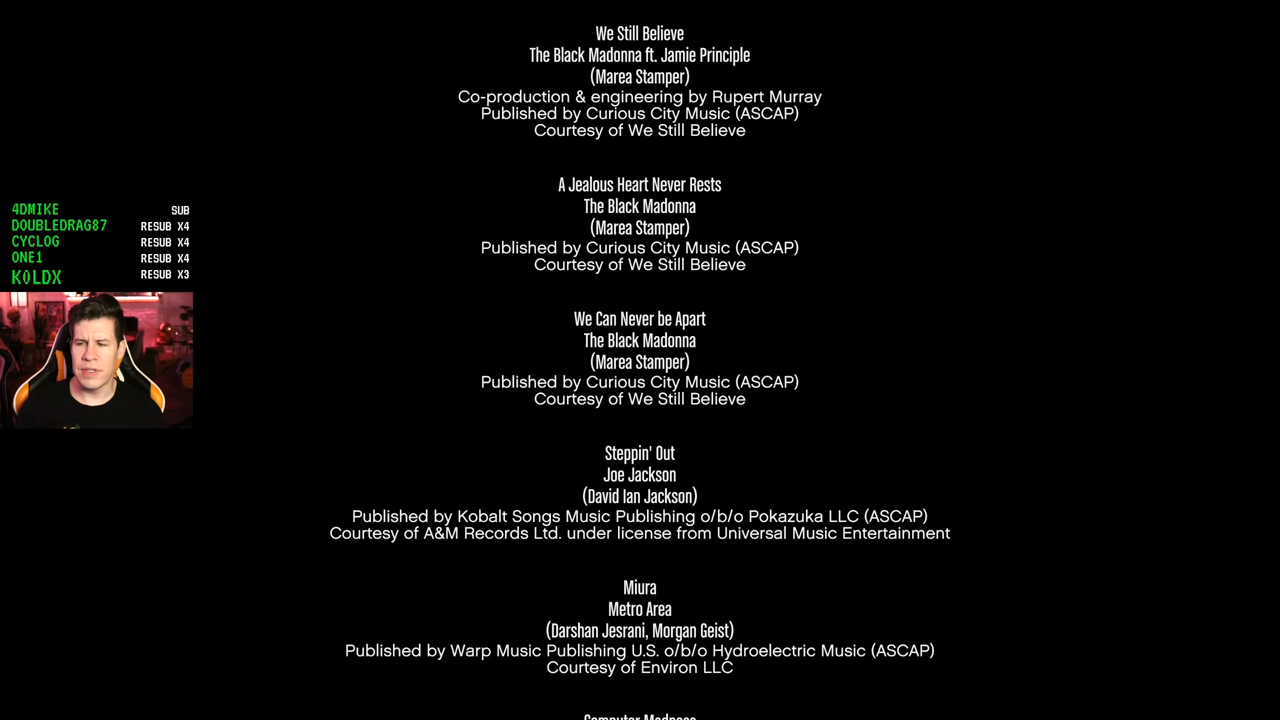 We Still Believe
The Black Madonna ft. Jamie Principle
(Marea Stamper)
Co-production & engineering by Rupert Murray
Published by Curious City Music (ASCAP)
Courtesy of We Still Believe
A Jealous Heart Never Rests
The Black Madonna
(Marea Stamper)
Published by Curious City Music (ASCAP)
Courtesy of We Still Believe
4DMIKE SUB
DOUBLEDRAG87 RESUB X4
CYCLOG RESUB X4
ONE1 RESUB X4
K0LDX RESUB X3
We Can Never be Apart
The Black Madonna
(Marea Stamper)
Published by Curious City Music (ASCAP)
Courtesy of We Still Believe
Steppin' Out
Joe Jackson
(David Ian Jackson)
Published by Kobalt Songs Music Publishing o/b/o Pokazuka LLC (ASCAP)
Courtesy of A&M Records Ltd. under license from Universal Music Entertainment
Miura
Metro Area
(Darshan Jesrani, Morgan Geist)
Published by Warp Music Publishing U.S. o/b/o Hydroelectric Music (ASCAP)
Courtesy of Environ LLC